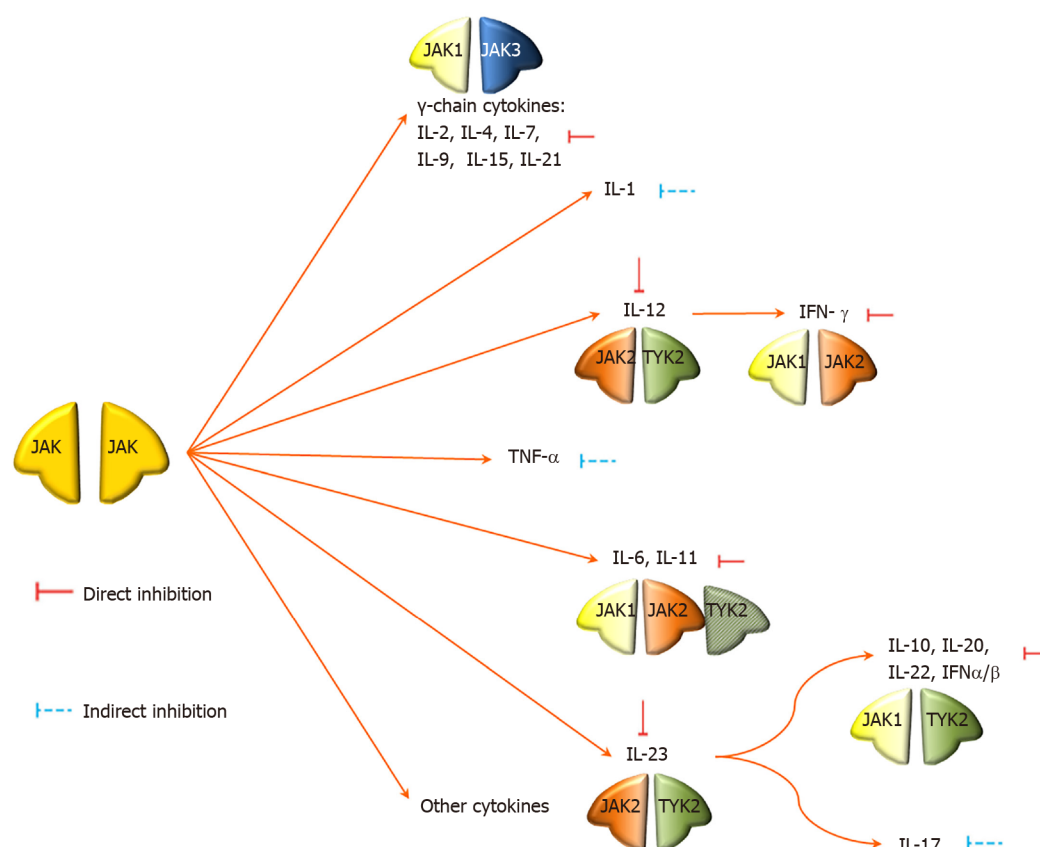 JAK1 JAK3
γ-chain cytokines:
IL-2, IL-4, IL-7,
IL-9, IL-15, IL-21
IL-1
IL-12
JAK2 TYK2
IFN- γ
JAK1 JAK2
JAK JAK
TNF-α
IL-6, IL-11
JAK1 JAK2 TYK2
Direct inhibition
Indirect inhibition
IL-10, IL-20,
IL-22, IFNα/β
JAK1 TYK2
IL-23
JAK2 TYK2
Other cytokines
IL-17